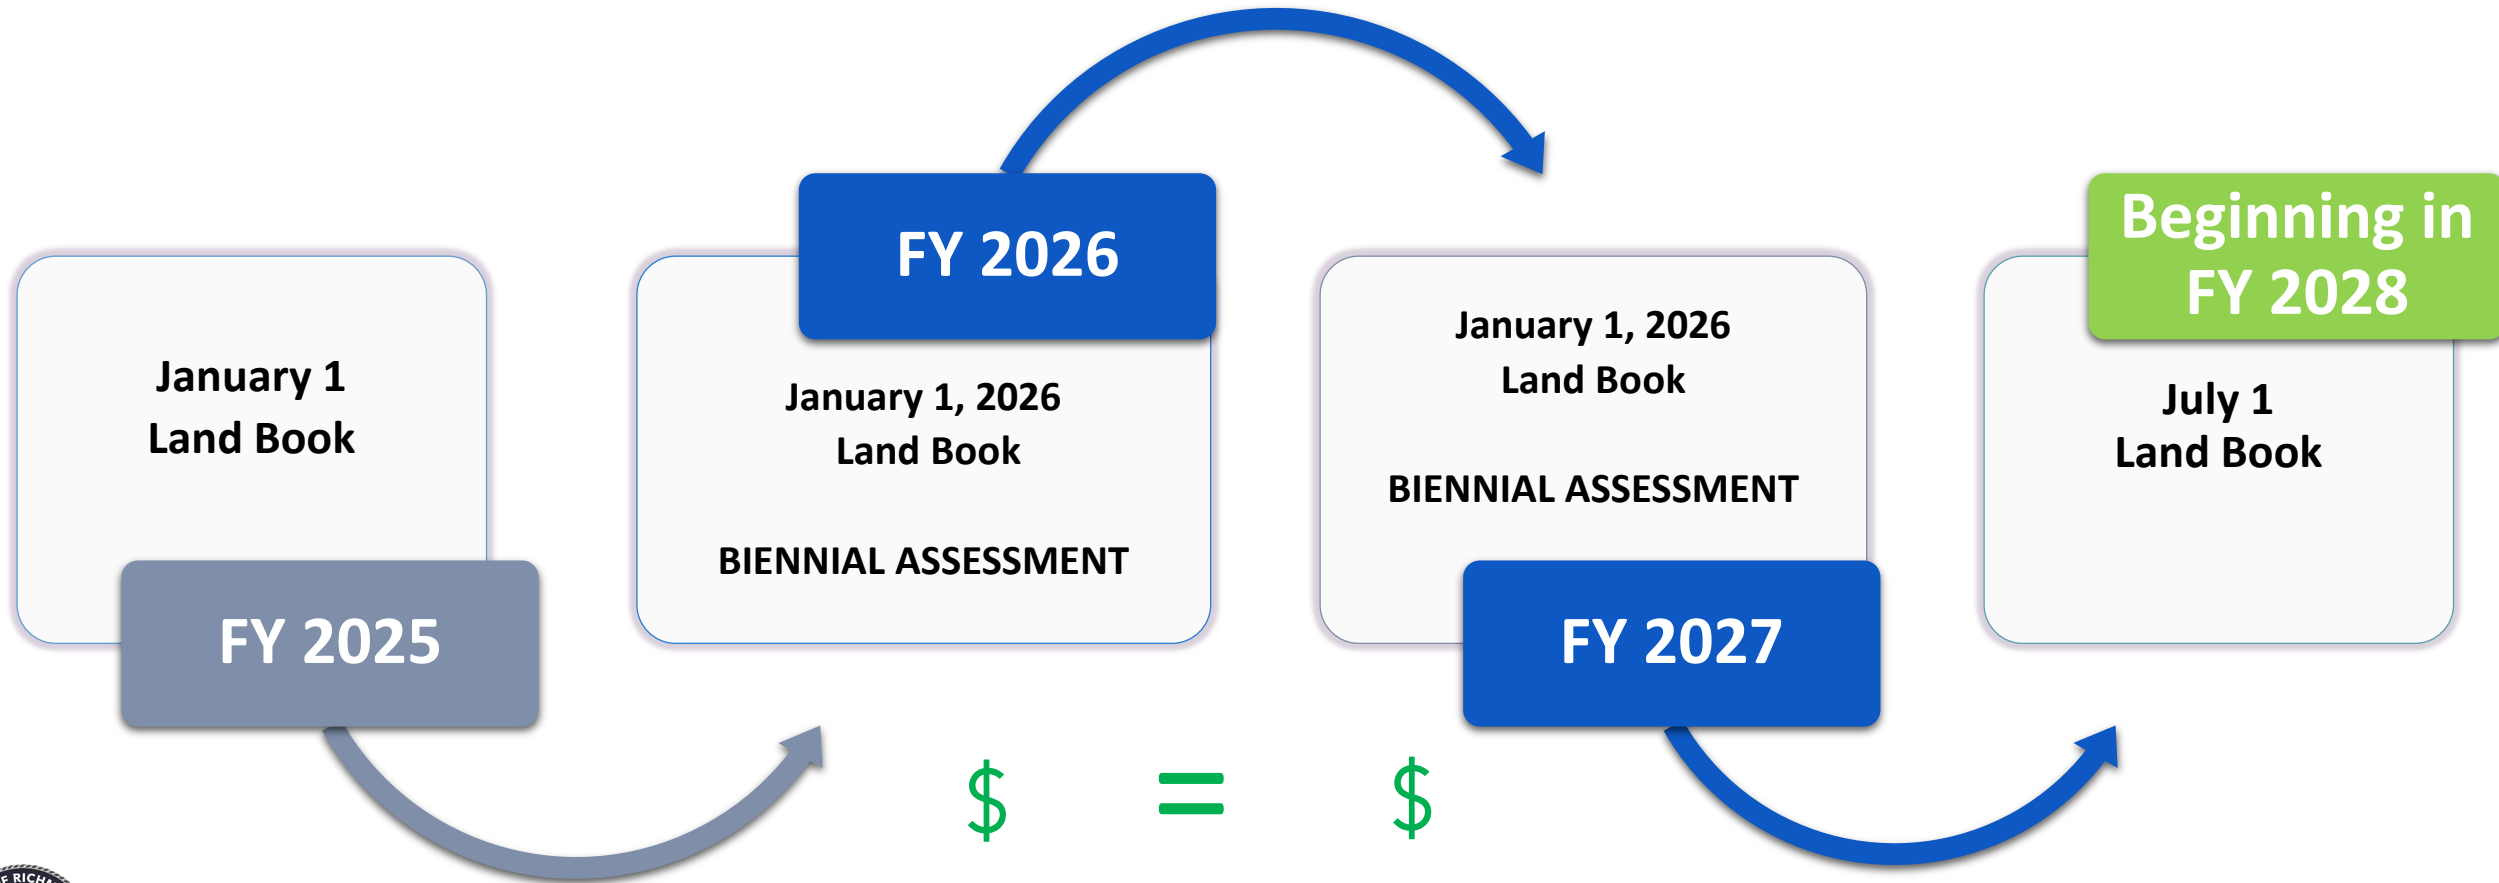 January 1
Land Book
FY 2025
FY 2026
January 1, 2026
Land Book
BIENNIAL ASSESSMENT
January 1, 2026
Land Book
BIENNIAL ASSESSMENT
FY 2027
Beginning in
FY 2028
July 1
Land Book
$ = $